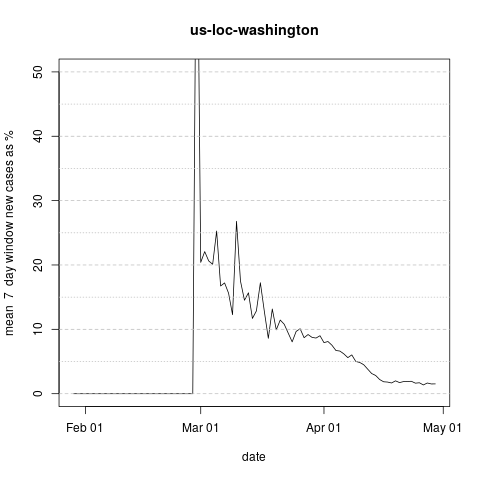 us-loc-washington
mean 7 day window new cases as %
50
40
30
20
10
0
Feb 01
Mar 01
Apr 01
May 01
date